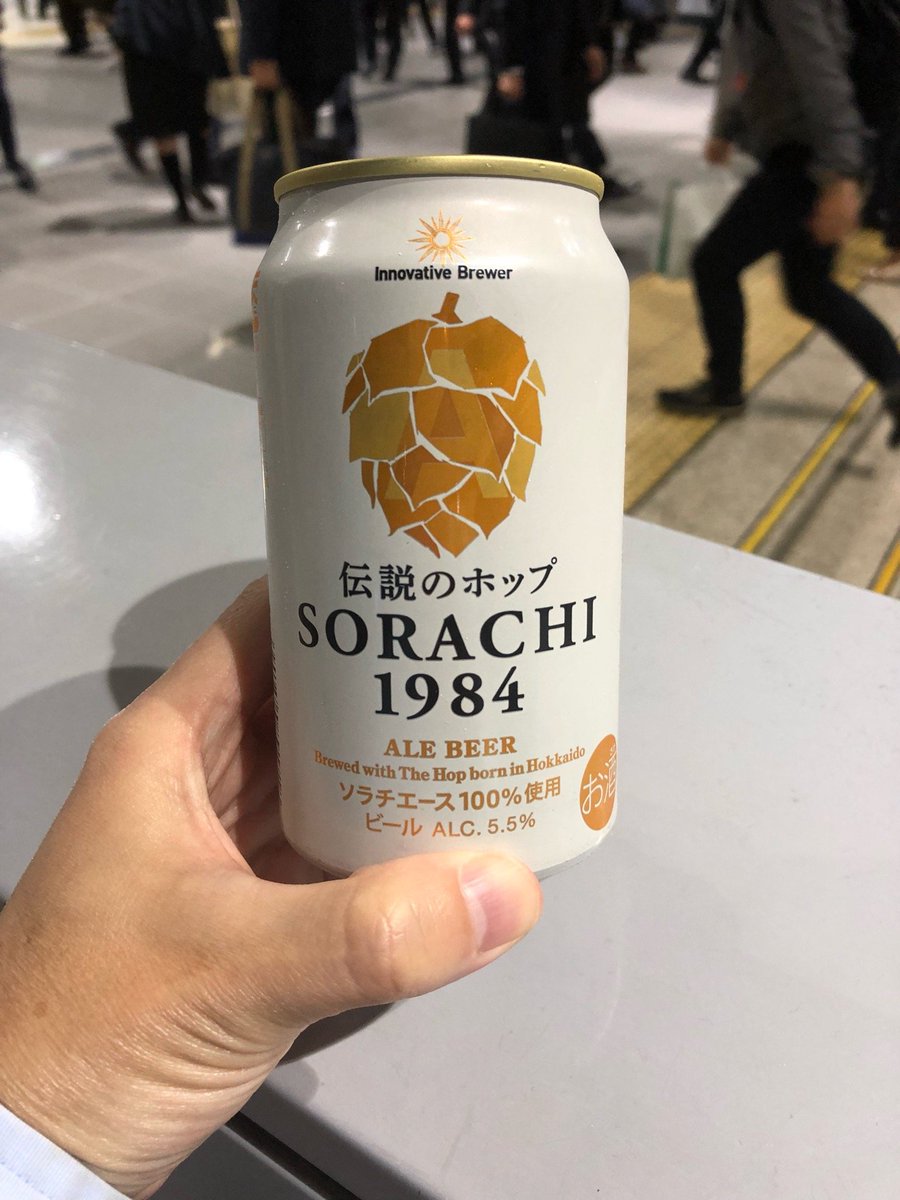 Innovative Brewer
伝説のホップ
SORACHI
1984
ALE BEER
Brewed with The Hop born in Hokkaido
ソラチエース100%使用
ビール ALC. 5.5%
お酒